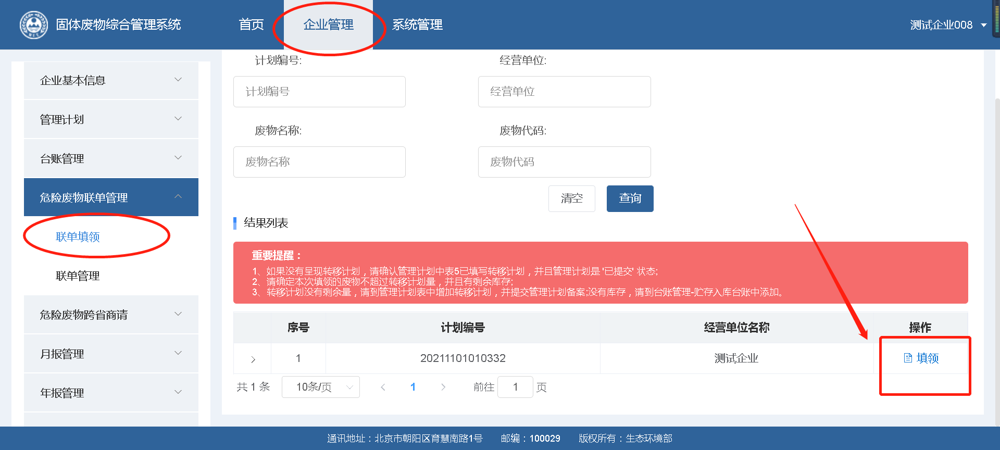 固体废物综合管理系统
首页
企业管理
系统管理
测试企业008
企业基本信息
管理计划
台账管理
危险废物联单管理
联单填领
联单管理
危险废物跨省商请
月报管理
年报管理
计划编号:
经营单位:
计划编号
经营单位
废物名称:
废物代码:
废物名称
废物代码
清空
查询
结果列表
重要提醒：
1、如果没有呈现转移计划，请确认管理计划中表5已填写转移计划，并且管理计划是 '已提交' 状态;
2、请确定本次填领的废物不超过转移计划量，并且有剩余库存;
3、转移计划没有剩余量，请到管理计划表中增加转移计划，并提交管理计划备案;没有库存，请到台账管理-贮存入库台账中添加。
序号 计划编号 经营单位名称 操作
1 20211101010332 测试企业 填领
共 1 条 10条/页 1 前往 1 页
通讯地址：北京市朝阳区育慧南路1号 邮编：100029 版权所有：生态环境部